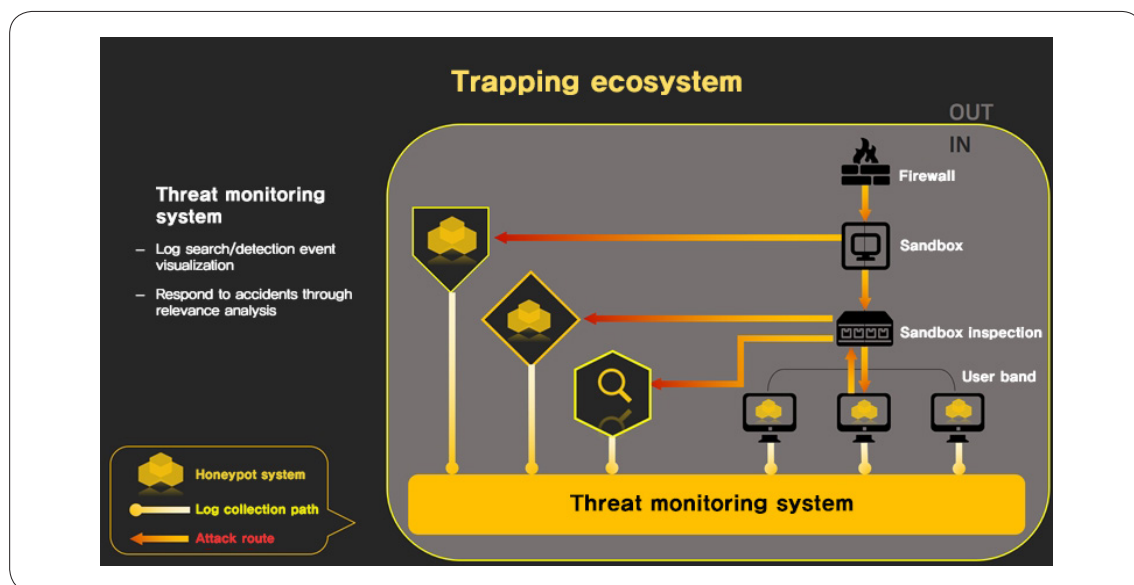 Trapping ecosystem
OUT
IN
Firewall
Threat monitoring
system
– Log search/detection event
visualization
– Respond to accidents through
relevance analysis
Sandbox
Sandbox inspection
User band
Honeypot system
Log collection path
Attack route
Threat monitoring system